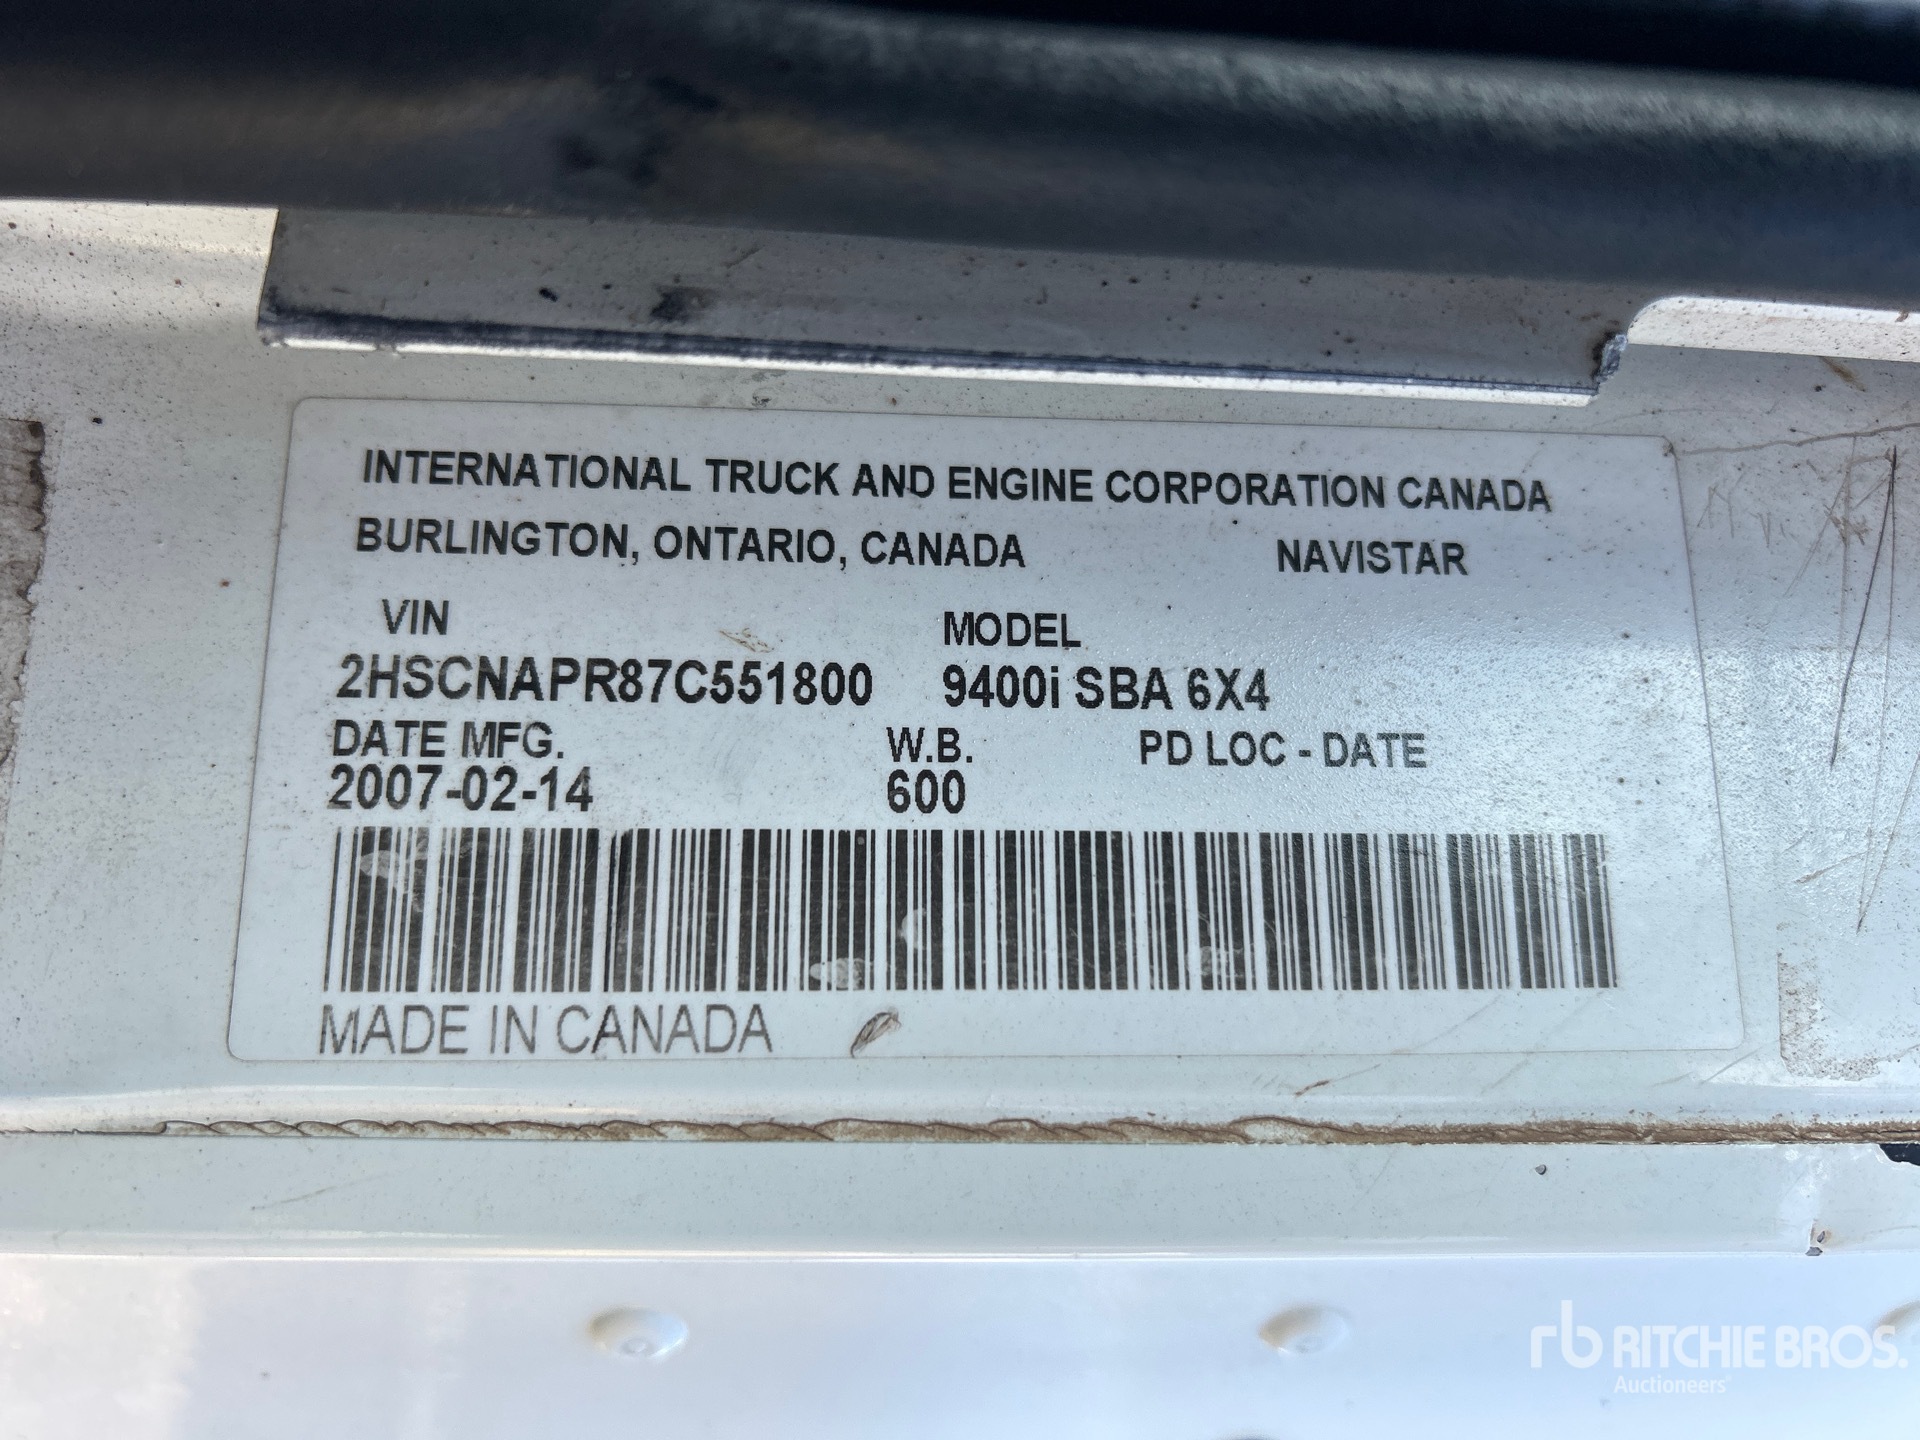 INTERNATIONAL TRUCK AND ENGINE CORPORATION CANADA
BURLINGTON, ONTARIO, CANADA NAVISTAR
VIN MODEL
2HSCNAPR87C551800 9400i SBA 6X4
DATE MFG. W.B. PD LOC - DATE
2007-02-14 600
MADE IN CANADA
rb RITCHIE BROS.
Auctioneers